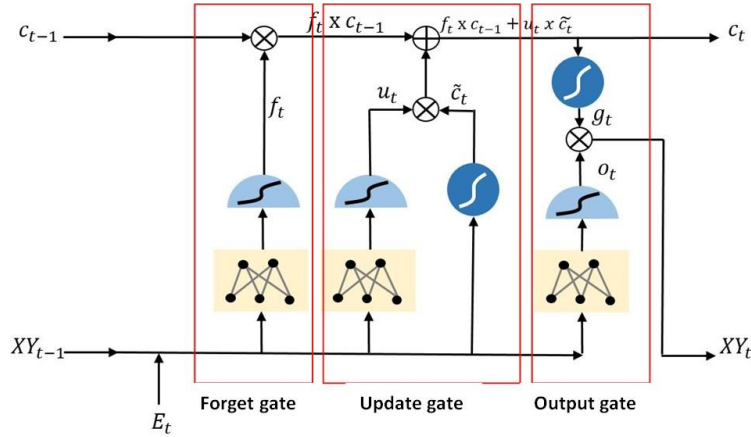 c_{t-1}
f_t x c_{t-1}
f_t x c_{t-1} + u_t x c̃_t
c_t
f_t
u_t
c̃_t
g_t
o_t
XY_{t-1}
XY_t
E_t
Forget gate
Update gate
Output gate